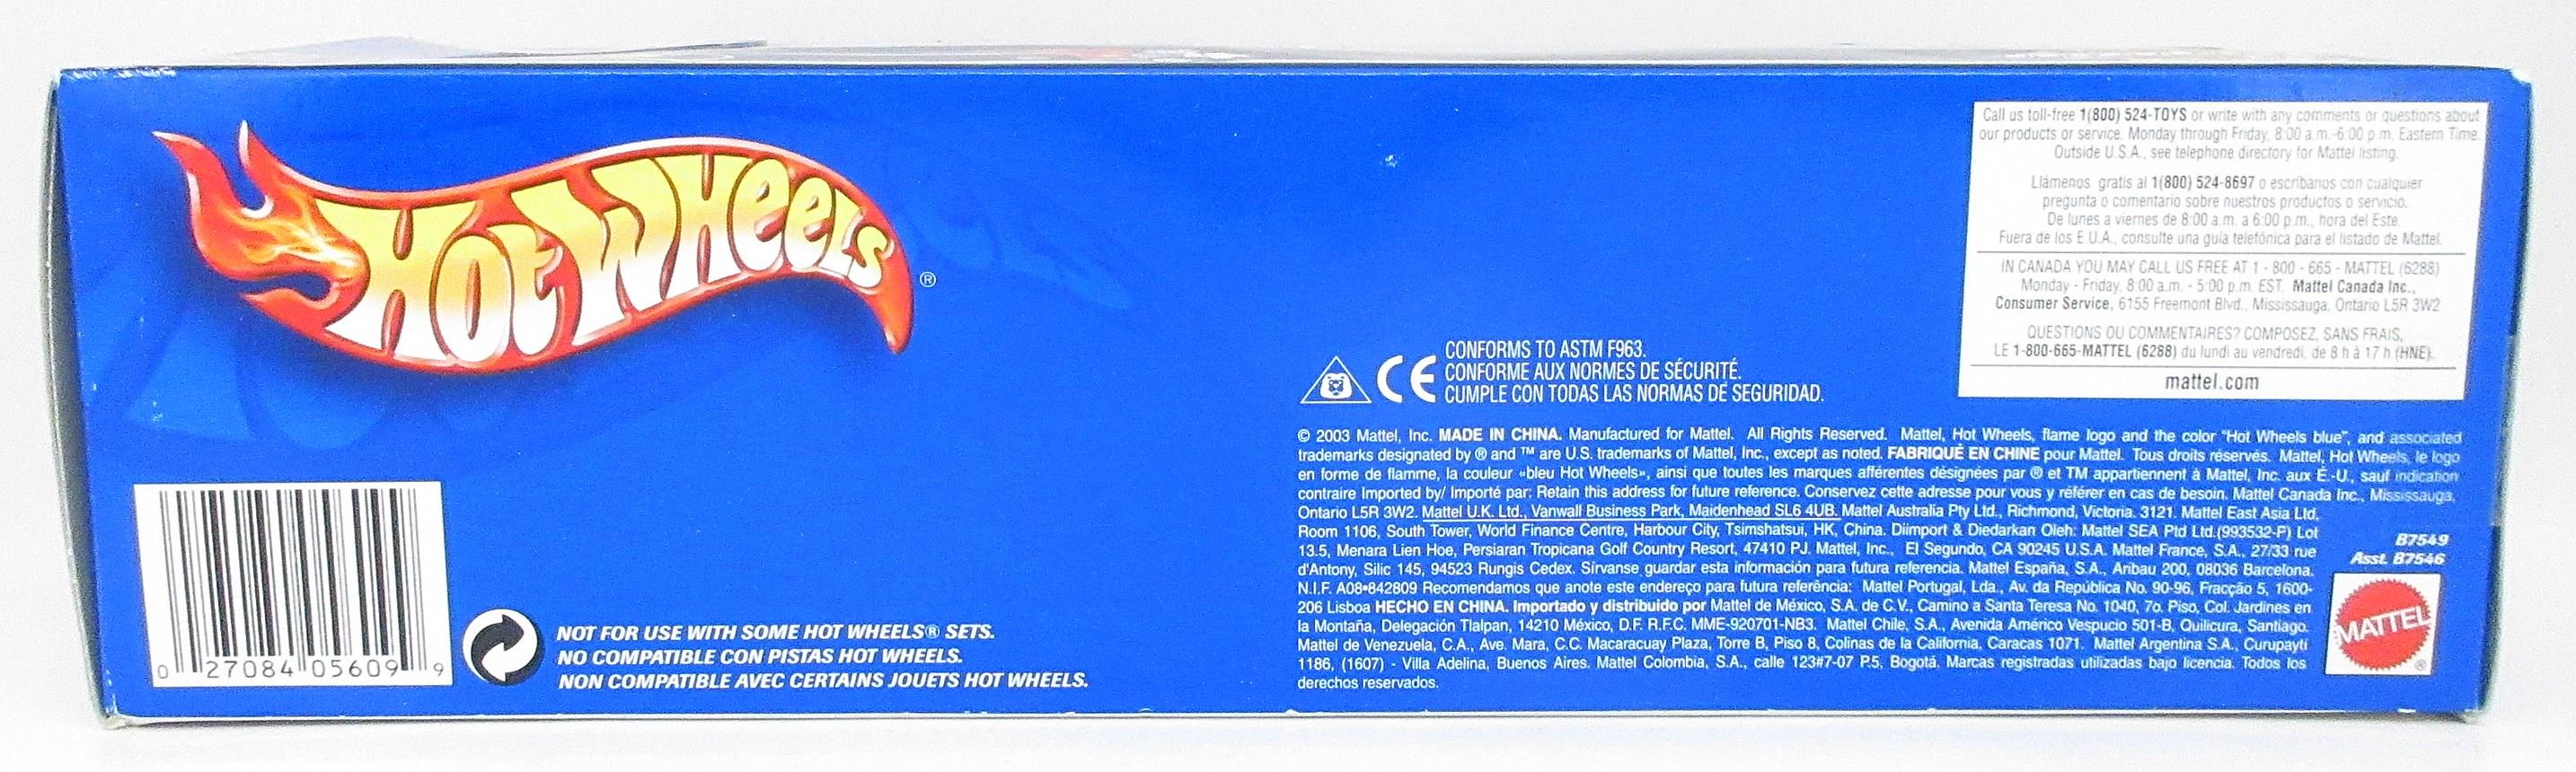 HOT WHEELS
®
0 27084 05609 9
NOT FOR USE WITH SOME HOT WHEELS® SETS.
NO COMPATIBLE CON PISTAS HOT WHEELS.
NON COMPATIBLE AVEC CERTAINS JOUETS HOT WHEELS.
CE
CONFORMS TO ASTM F963.
CONFORME AUX NORMES DE SÉCURITÉ.
CUMPLE CON TODAS LAS NORMAS DE SEGURIDAD.
Call us toll-free 1(800) 524-TOYS or write with any comments or questions about
our products or service. Monday through Friday, 8:00 a.m.-6:00 p.m. Eastern Time.
Outside U.S.A., see telephone directory for Mattel listing.
Llámenos gratis al 1(800) 524-8697 o escríbanos con cualquier
pregunta o comentario sobre nuestros productos o servicio.
De lunes a viernes de 8:00 a.m. a 6:00 p.m., hora del Este.
Fuera de los E.U.A., consulte una guía telefónica para el listado de Mattel.
IN CANADA YOU MAY CALL US FREE AT 1 - 800 - 665 - MATTEL (6288)
Monday - Friday, 8:00 a.m. - 5:00 p.m. EST. Mattel Canada Inc.,
Consumer Service, 6155 Freemont Blvd., Mississauga, Ontario L5R 3W2
QUESTIONS OU COMMENTAIRES? COMPOSEZ, SANS FRAIS,
LE 1-800-665-MATTEL (6288) du lundi au vendredi, de 8 h à 17 h (HNE).
mattel.com
© 2003 Mattel, Inc. MADE IN CHINA. Manufactured for Mattel. All Rights Reserved. Mattel, Hot Wheels, flame logo and the color "Hot Wheels blue", and associated
trademarks designated by ® and ™ are U.S. trademarks of Mattel, Inc., except as noted. FABRIQUÉ EN CHINE pour Mattel. Tous droits réservés. Mattel, Hot Wheels, le logo
en forme de flamme, la couleur «bleu Hot Wheels», ainsi que toutes les marques afférentes désignées par ® et TM appartiennent à Mattel, Inc. aux É.-U., sauf indication
contraire Imported by/ Importé par: Retain this address for future reference. Conservez cette adresse pour vous y référer en cas de besoin. Mattel Canada Inc., Mississauga,
Ontario L5R 3W2. Mattel U.K. Ltd., Vanwall Business Park, Maidenhead SL6 4UB. Mattel Australia Pty Ltd., Richmond, Victoria. 3121. Mattel East Asia Ltd.
Room 1106, South Tower, World Finance Centre, Harbour City, Tsimshatsui, HK, China. Diimport & Diedarkan Oleh: Mattel SEA Ptd Ltd.(993532-P) Lot
13.5, Menara Lien Hoe, Persiaran Tropicana Golf Country Resort, 47410 PJ. Mattel, Inc., El Segundo, CA 90245 U.S.A. Mattel France, S.A., 27/33 rue
d'Antony, Silic 145, 94523 Rungis Cedex. Sírvanse guardar esta información para futura referencia. Mattel España, S.A., Aribau 200, 08036 Barcelona.
N.I.F. A08•842809 Recomendamos que anote este endereço para futura referência: Mattel Portugal, Lda., Av. da República No. 90-96, Fracção 5, 1600-
206 Lisboa HECHO EN CHINA. Importado y distribuido por Mattel de México, S.A. de C.V., Camino a Santa Teresa No. 1040, 7o. Piso, Col. Jardines en
la Montaña, Delegación Tlalpan, 14210 México, D.F. R.F.C. MME-920701-NB3. Mattel Chile, S.A., Avenida Américo Vespucio 501-B, Quilicura, Santiago.
Mattel de Venezuela, C.A., Ave. Mara, C.C. Macaracuay Plaza, Torre B, Piso 8, Colinas de la California, Caracas 1071. Mattel Argentina S.A., Curupaytí
1186, (1607) - Villa Adelina, Buenos Aires. Mattel Colombia, S.A., calle 123#7-07 P.5, Bogotá. Marcas registradas utilizadas bajo licencia. Todos los
derechos reservados.
B7549
Asst. B7546
MATTEL
®